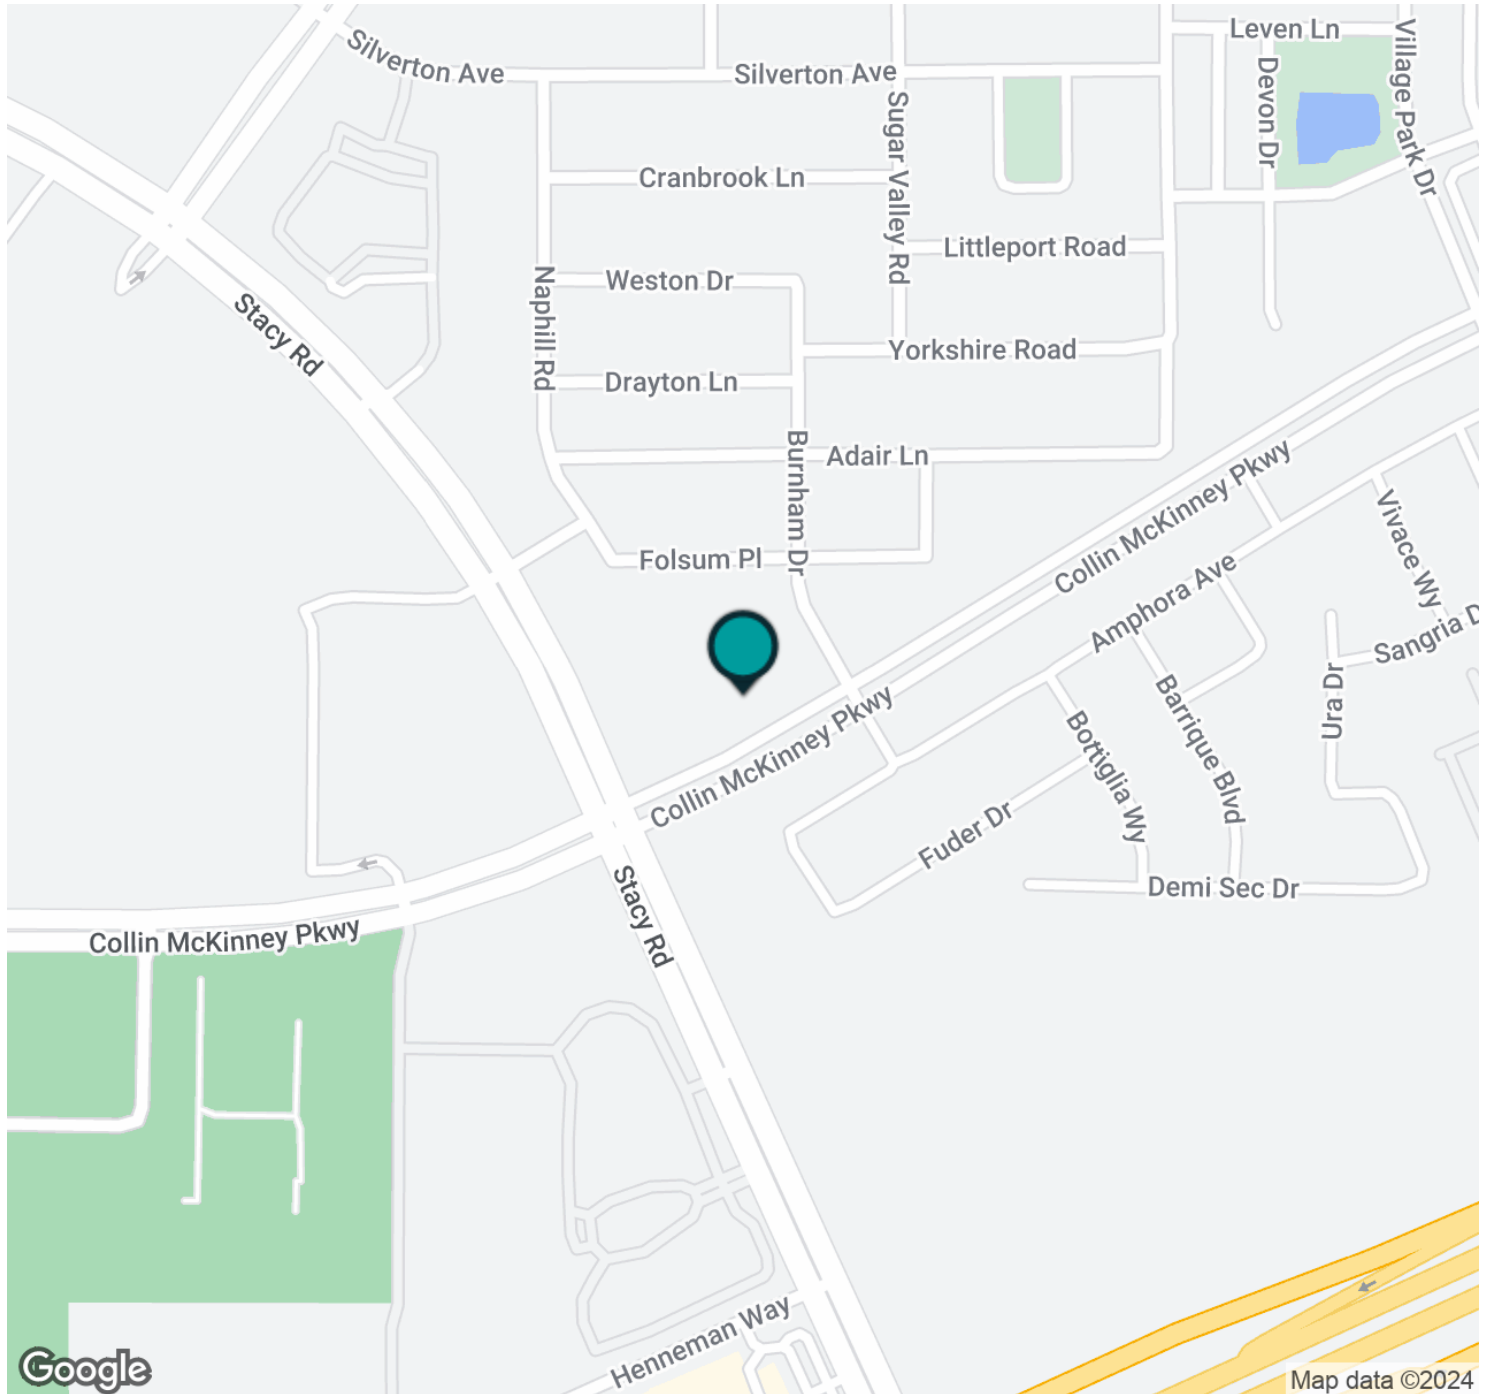 Leven Ln
Village Park Dr
Silverton Ave
Silverton Ave
Devon Dr
Sugar Valley Rd
Cranbrook Ln
Littleport Road
Naphill Rd
Weston Dr
Stacy Rd
Yorkshire Road
Drayton Ln
Burnham Dr
Adair Ln
Collin McKinney Pkwy
Vivace Wy
Folsum Pl
Amphora Ave
Sangria D
Ura Dr
Barrique Blvd
Collin McKinney Pkwy
Bottiglia Wy
Fuder Dr
Stacy Rd
Demi Sec Dr
Collin McKinney Pkwy
Henneman Way
Google
Map data ©2024